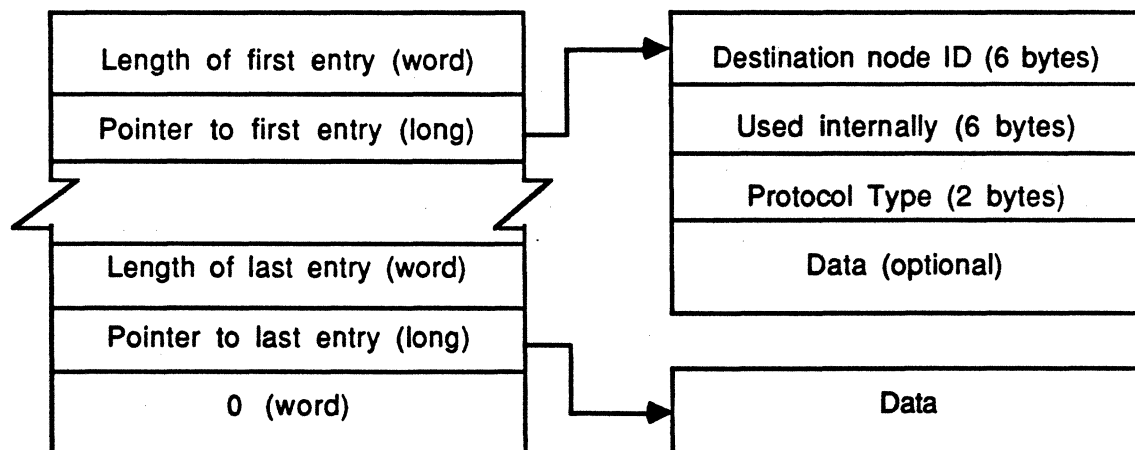 Length of first entry (word)
Pointer to first entry (long)
Length of last entry (word)
Pointer to last entry (long)
0 (word)
Destination node ID (6 bytes)
Used internally (6 bytes)
Protocol Type (2 bytes)
Data (optional)
Data